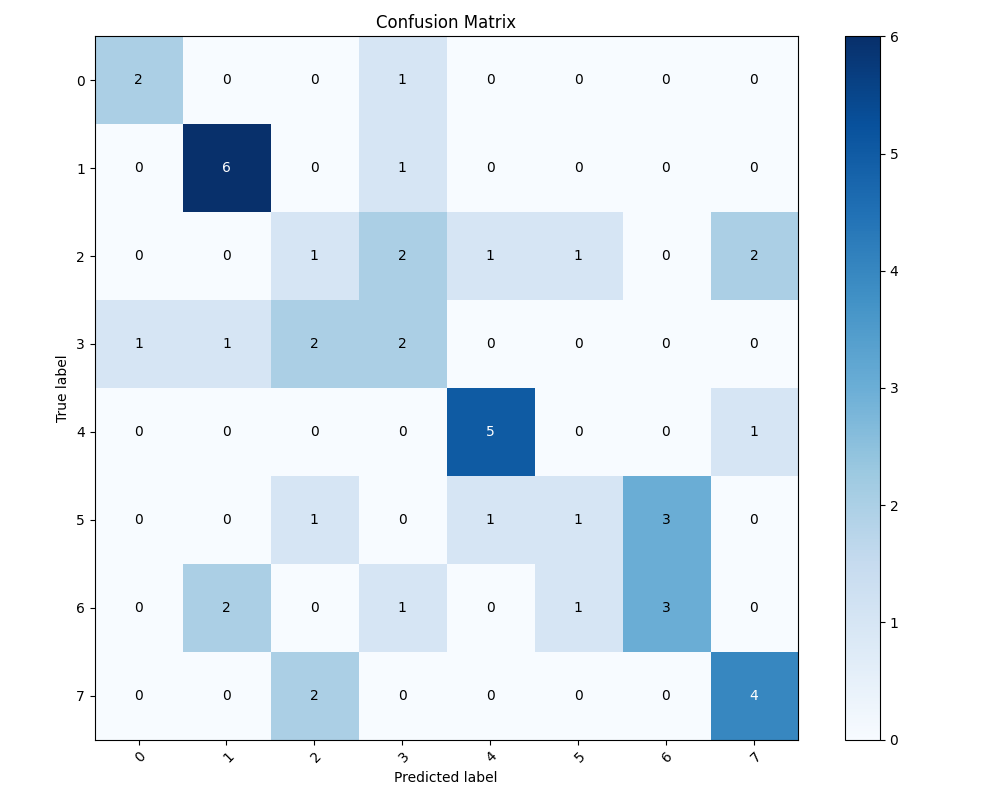 Confusion Matrix
0 2 0 0 1 0 0 0 0
1 0 6 0 1 0 0 0 0
2 0 0 1 2 1 1 0 2
3 1 1 2 2 0 0 0 0
4 0 0 0 0 5 0 0 1
5 0 0 1 0 1 1 3 0
6 0 2 0 1 0 1 3 0
7 0 0 2 0 0 0 0 4
0 1 2 3 4 5 6 7
True label
Predicted label
6
5
4
3
2
1
0